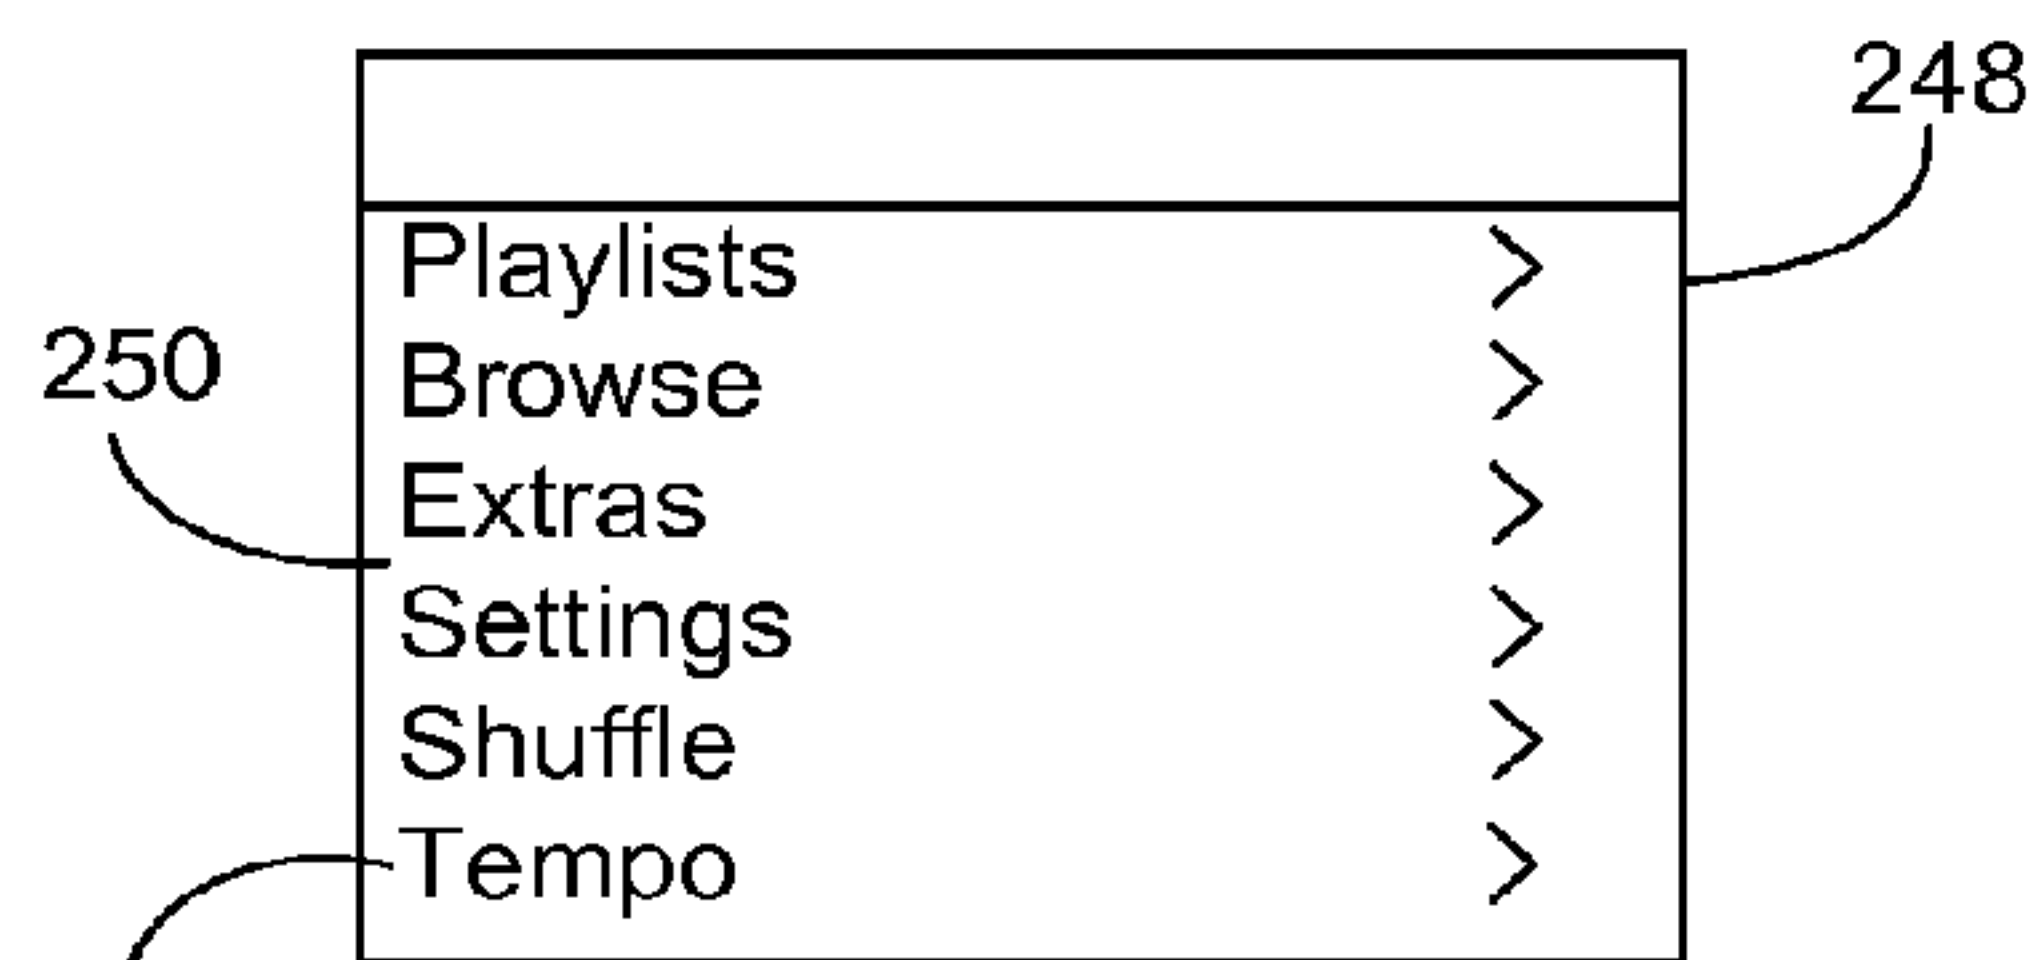 248
Playlists >
250
Browse >
Extras >
Settings >
Shuffle >
Tempo >